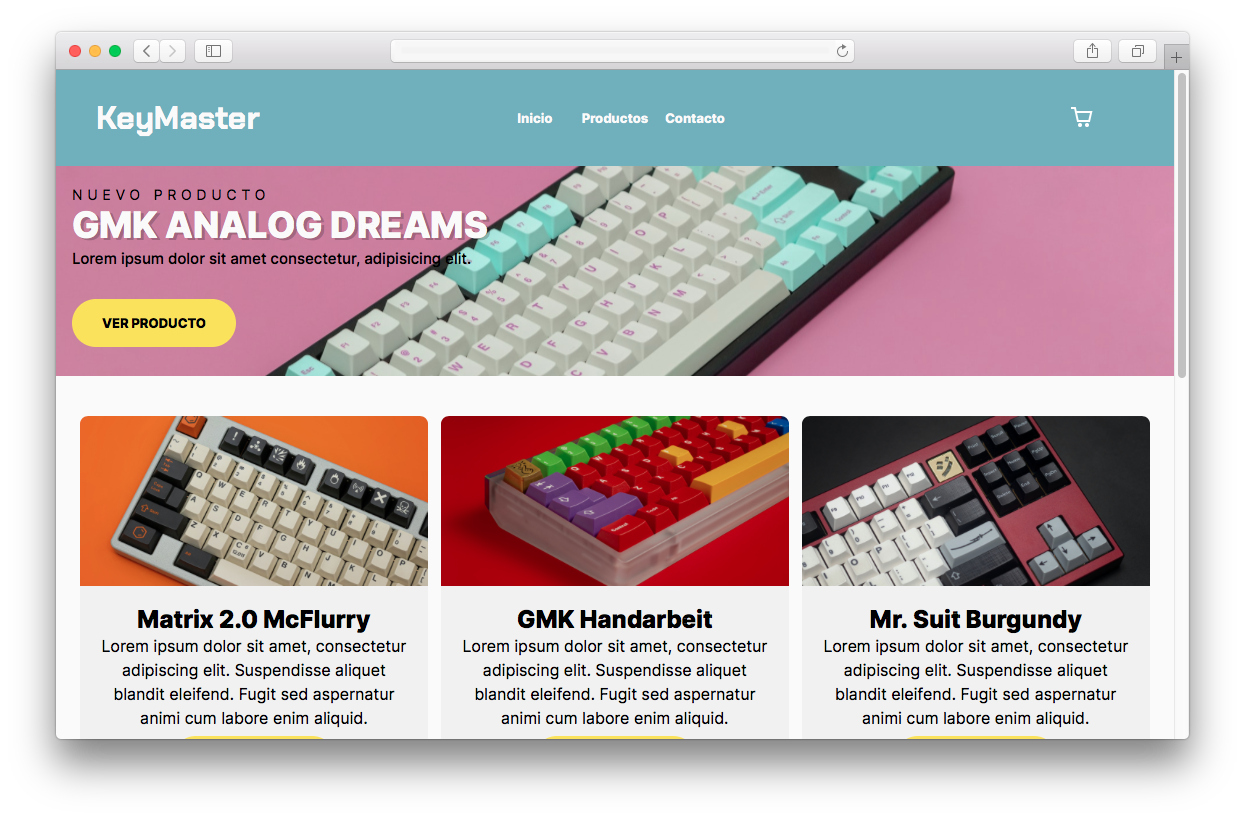 KeyMaster
Inicio Productos Contacto
NUEVO PRODUCTO
GMK ANALOG DREAMS
Lorem ipsum dolor sit amet consectetur, adipisicing elit.
VER PRODUCTO
Matrix 2.0 McFlurry
Lorem ipsum dolor sit amet, consectetur
adipiscing elit. Suspendisse aliquet
blandit eleifend. Fugit sed aspernatur
animi cum labore enim aliquid.
GMK Handarbeit
Lorem ipsum dolor sit amet, consectetur
adipiscing elit. Suspendisse aliquet
blandit eleifend. Fugit sed aspernatur
animi cum labore enim aliquid.
Mr. Suit Burgundy
Lorem ipsum dolor sit amet, consectetur
adipiscing elit. Suspendisse aliquet
blandit eleifend. Fugit sed aspernatur
animi cum labore enim aliquid.